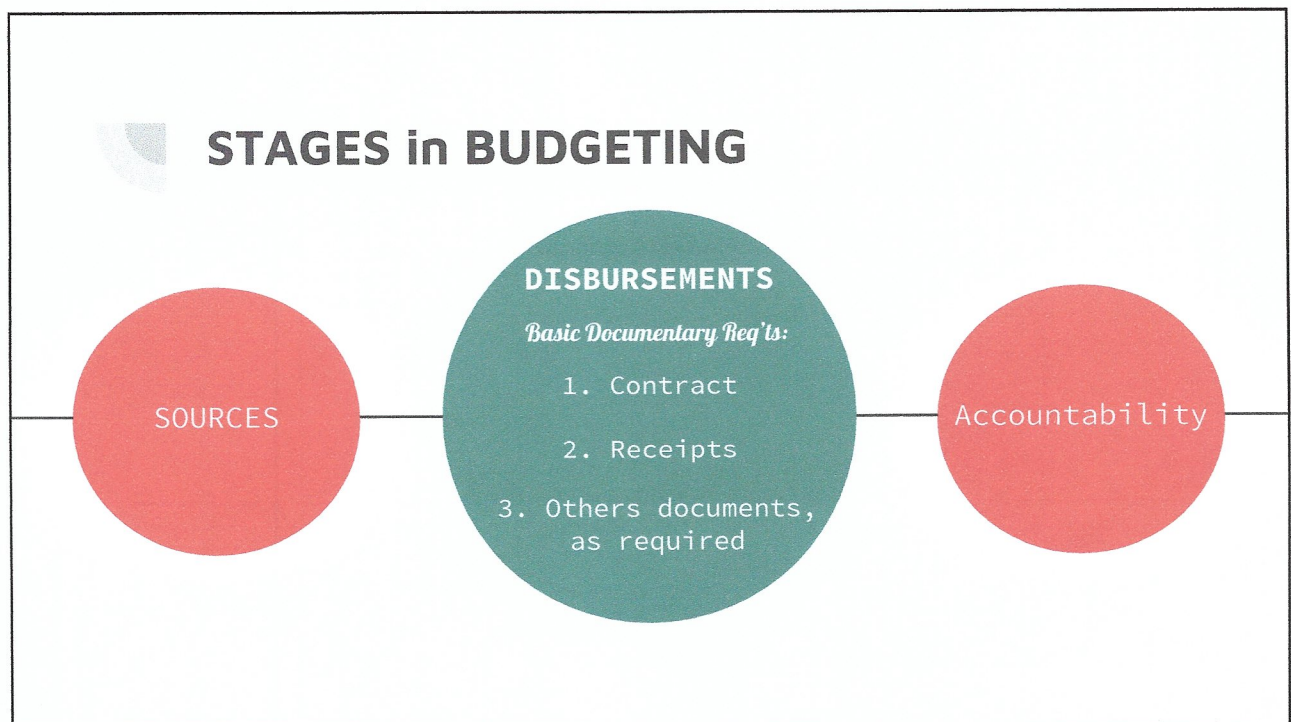 STAGES in BUDGETING
SOURCES
DISBURSEMENTS
Basic Documentary Req'ts:
1. Contract
2. Receipts
3. Others documents,
as required
Accountability